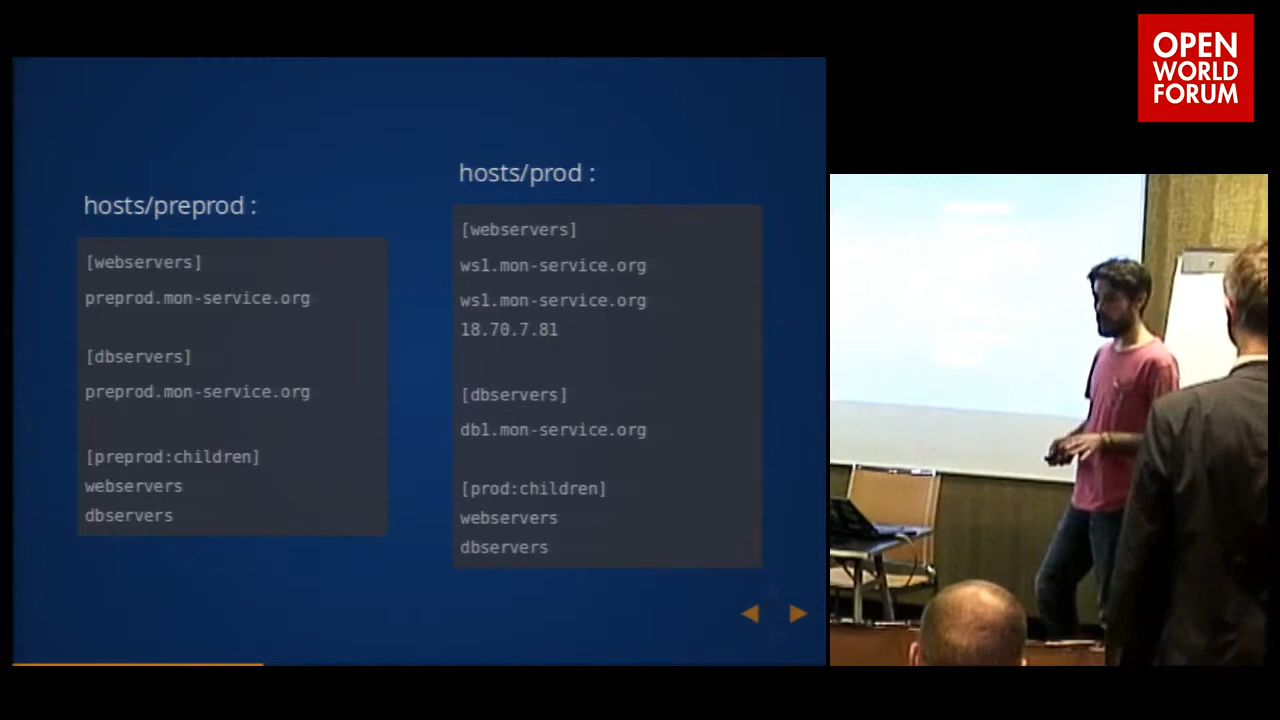 OPEN
WORLD
FORUM
hosts/preprod :
[webservers]
preprod.mon-service.org
[dbservers]
preprod.mon-service.org
[preprod:children]
webservers
dbservers
hosts/prod :
[webservers]
ws1.mon-service.org
ws1.mon-service.org
18.70.7.81
[dbservers]
db1.mon-service.org
[prod:children]
webservers
dbservers